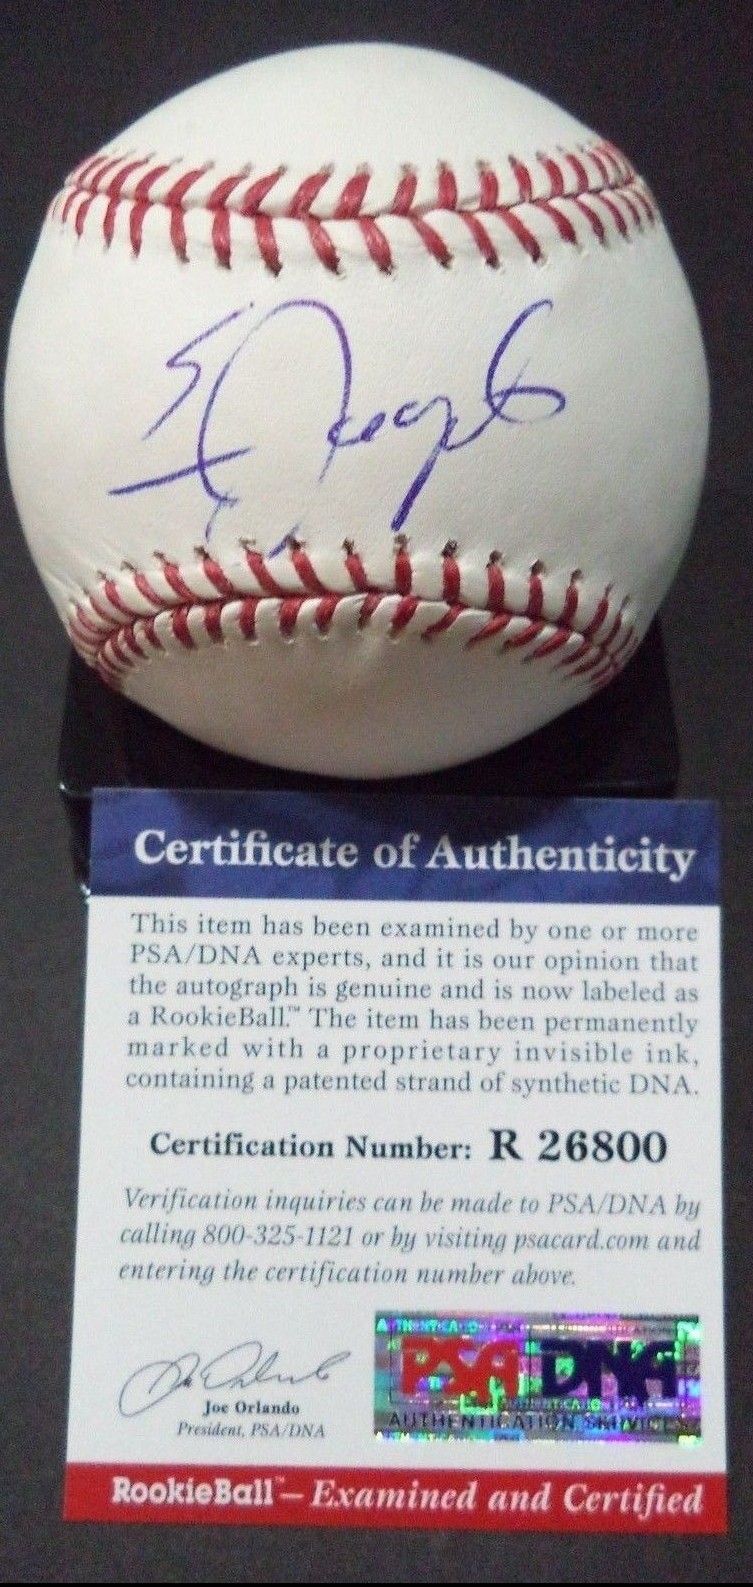 Certificate of Authenticity
This item has been examined by one or more
PSA/DNA experts, and it is our opinion that
the autograph is genuine and is now labeled as
a RookieBall.™ The item has been permanently
marked with a proprietary invisible ink,
containing a patented strand of synthetic DNA.
Certification Number: R 26800
Verification inquiries can be made to PSA/DNA by
calling 800-325-1121 or by visiting psacard.com and
entering the certification number above.
Joe Orlando
President, PSA/DNA
PSA DNA
AUTHENTICATION SERVICES
RookieBall™– Examined and Certified